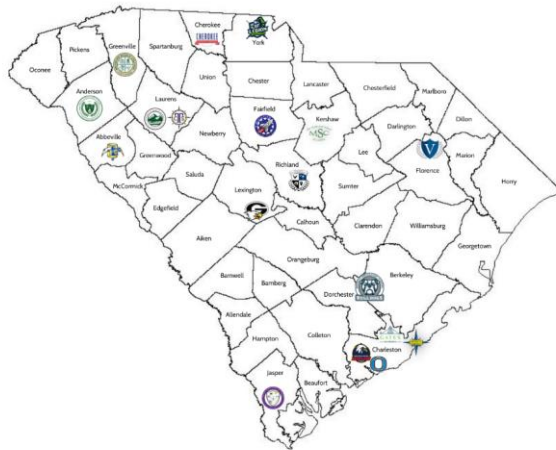 Cherokee
CHEROKEE
York
Greenville
Spartanburg
Pickens
Oconee
Union
Chester
Lancaster
Chesterfield
Marlboro
Anderson
Laurens
Dillon
Fairfield
Kershaw
MSC
Darlington
Newberry
Abbeville
Greenwood
Lee
V
Marion
Florence
Horry
Richland
Saluda
McCormick
Lexington
G
Sumter
Edgefield
Calhoun
Clarenden
Williamsburg
Aiken
Georgetown
Orangeburg
Barnwell
Bamberg
Berkeley
Dorchester
Allendale
Colleton
Hampton
Charleston
O
Jasper
Beaufort